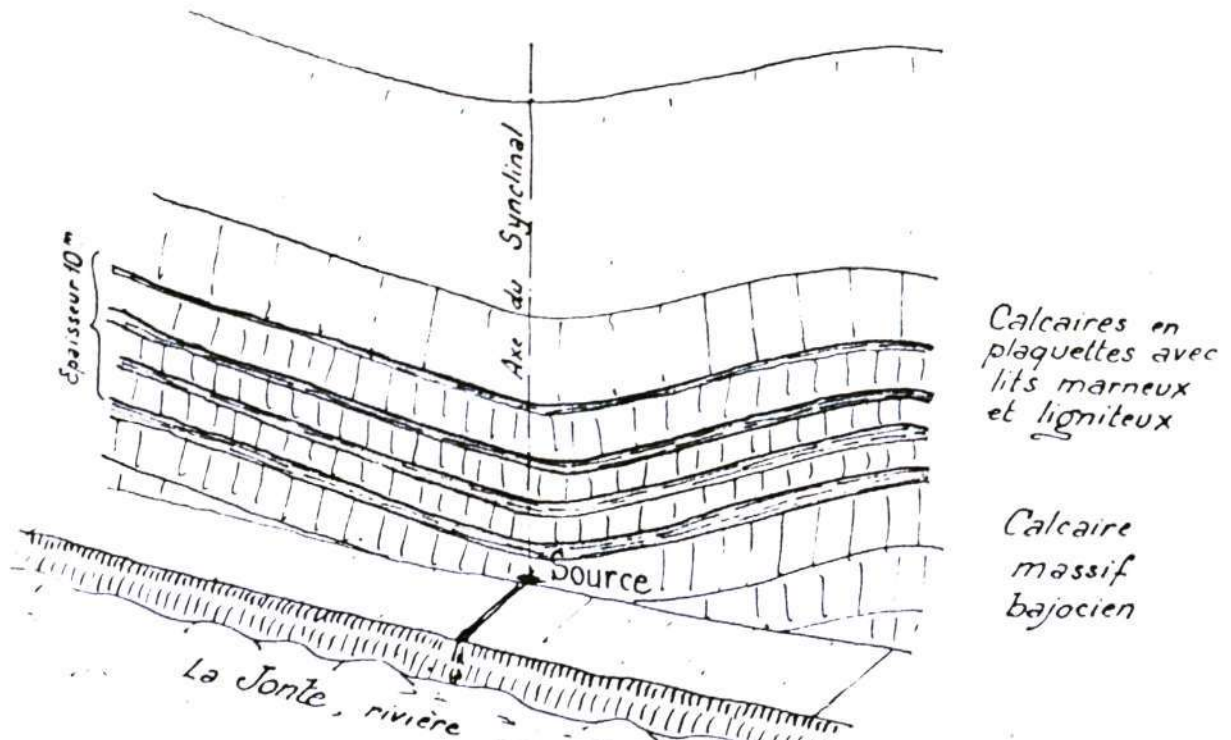 Axe du Synclinal
Epaisseur 10 m
Calcaires en
plaquettes avec
lits marneux
et ligniteux
Source
Calcaire
massif
bajocien
La Jonte, rivière